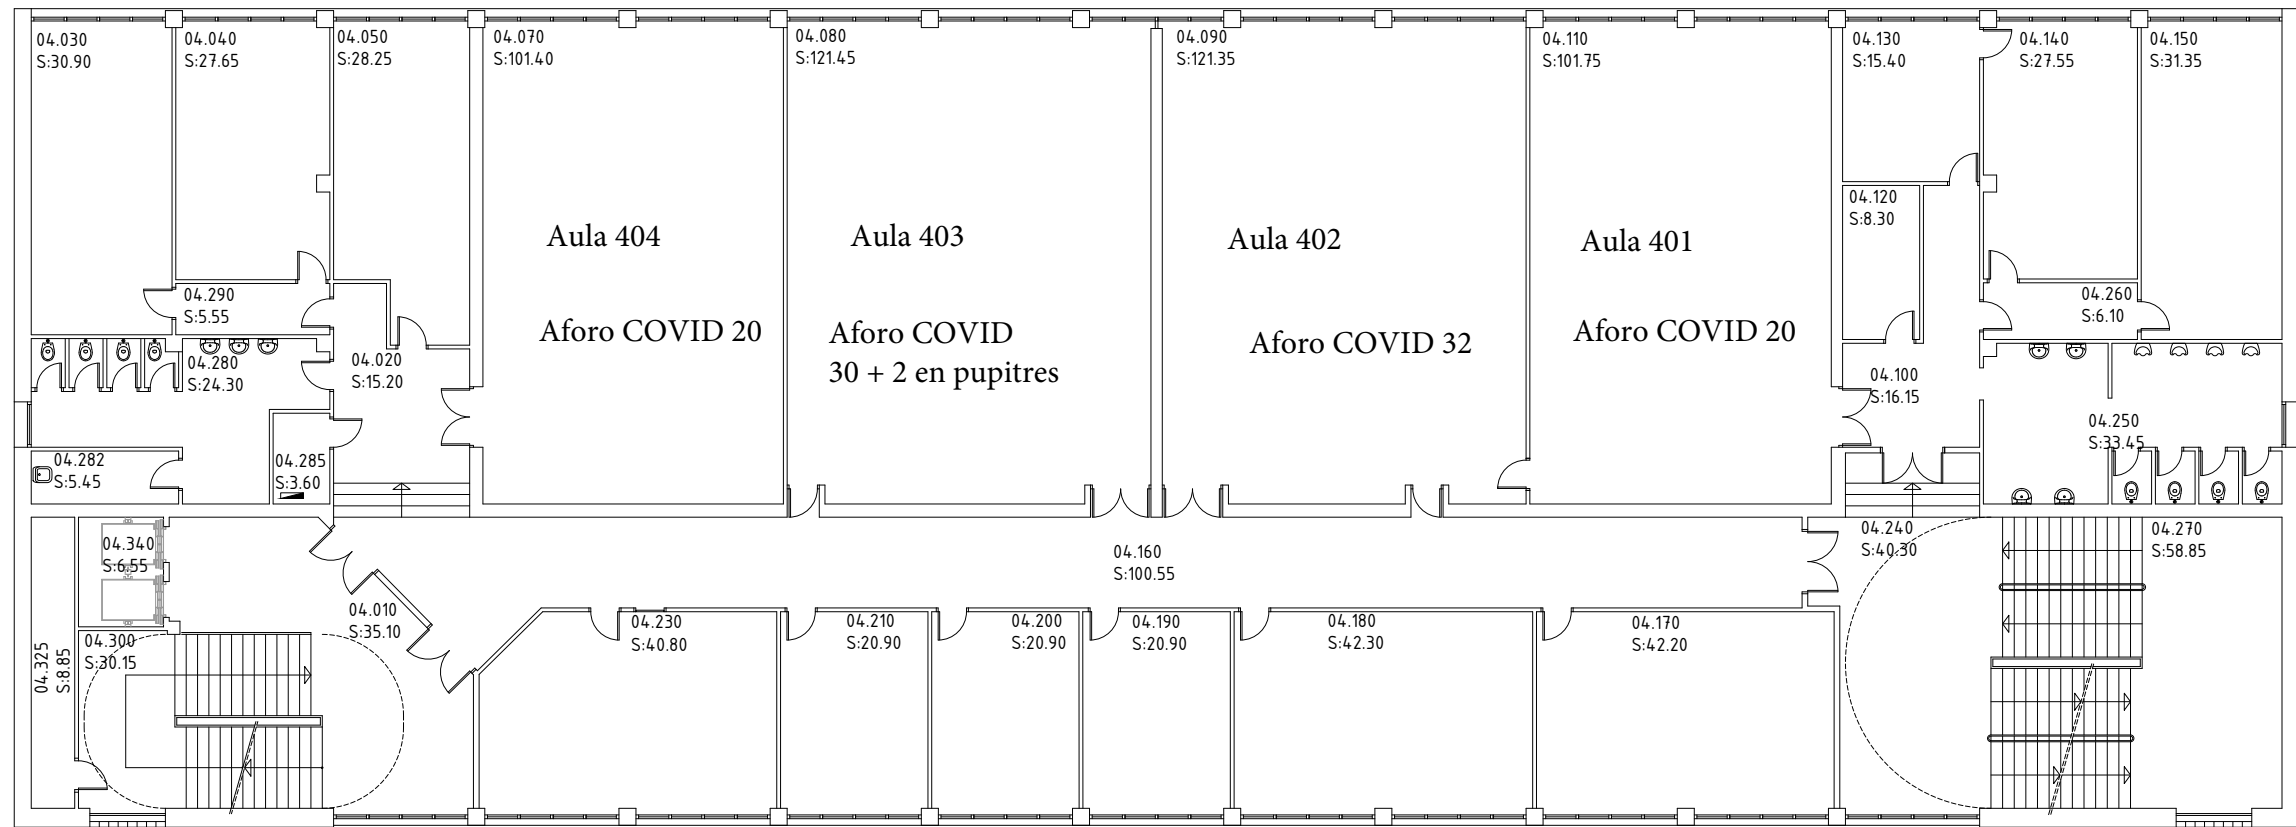 04.030
S:30.90
04.040
S:27.65
04.050
S:28.25
04.070
S:101.40
04.080
S:121.45
04.090
S:121.35
04.110
S:101.75
04.130
S:15.40
04.140
S:27.55
04.150
S:31.35
04.120
S:8.30
Aula 404
Aula 403
Aula 402
Aula 401
04.290
S:5.55
04.260
S:6.10
Aforo COVID 20
Aforo COVID
30 + 2 en pupitres
Aforo COVID 32
Aforo COVID 20
04.280
S:24.30
04.020
S:15.20
04.100
S:16.15
04.250
S:33.45
04.282
S:5.45
04.285
S:3.60
04.340
S:6.55
04.160
S:100.55
04.240
S:40.30
04.270
S:58.85
04.010
S:35.10
04.230
S:40.80
04.210
S:20.90
04.200
S:20.90
04.190
S:20.90
04.180
S:42.30
04.170
S:42.20
04.300
S:30.15
04.325
S:8.85